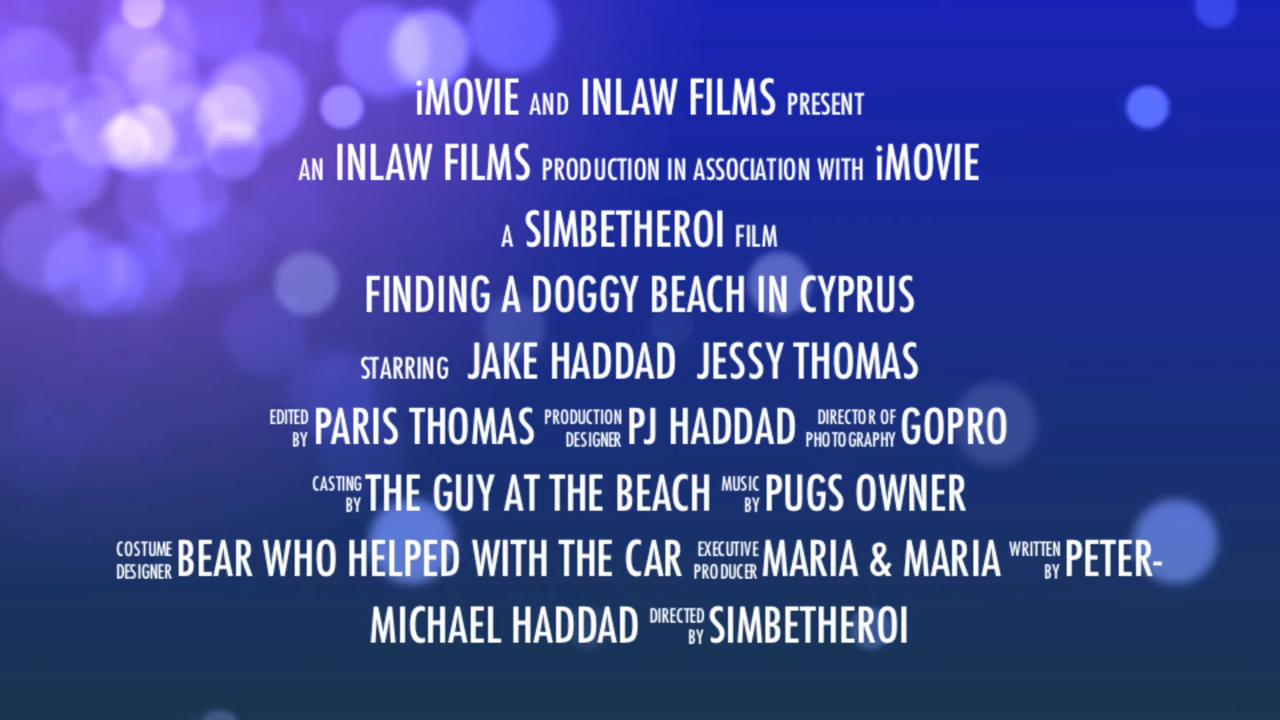 iMOVIE AND INLAW FILMS PRESENT
AN INLAW FILMS PRODUCTION IN ASSOCIATION WITH iMOVIE
A SIMBETHEROI FILM
FINDING A DOGGY BEACH IN CYPRUS
STARRING JAKE HADDAD JESSY THOMAS
EDITED BY PARIS THOMAS PRODUCTION DESIGNER PJ HADDAD DIRECTOR OF PHOTOGRAPHY GOPRO
CASTING BY THE GUY AT THE BEACH MUSIC BY PUGS OWNER
COSTUME DESIGNER BEAR WHO HELPED WITH THE CAR EXECUTIVE PRODUCER MARIA & MARIA WRITTEN BY PETER-
MICHAEL HADDAD DIRECTED BY SIMBETHEROI